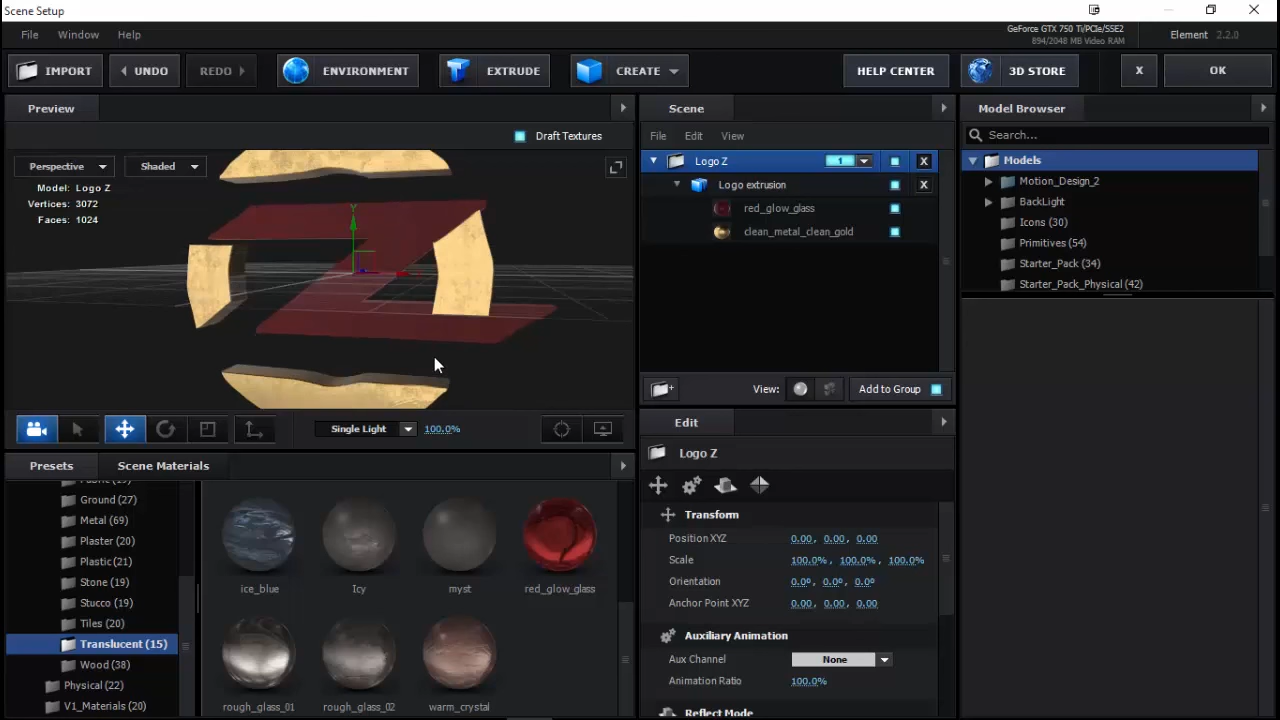 Scene Setup
File Window Help
GeForce GTX 750 Ti/PCIe/SSE2
894/2048 MB Video RAM
Element 2.2.0
IMPORT UNDO REDO ENVIRONMENT EXTRUDE CREATE HELP CENTER 3D STORE X OK
Preview
Draft Textures
Perspective Shaded
Model: Logo Z
Vertices: 3072
Faces: 1024
Y
Single Light 100.0%
Presets Scene Materials
Ground (27)
Metal (69)
Plaster (20)
Plastic (21)
Stone (19)
Stucco (19)
Tiles (20)
Translucent (15)
Wood (38)
Physical (22)
V1_Materials (20)
ice_blue Icy myst red_glow_glass
rough_glass_01 rough_glass_02 warm_crystal
Scene
File Edit View
Logo Z 1 X
Logo extrusion X
red_glow_glass
clean_metal_clean_gold
View: Add to Group
Edit
Logo Z
Transform
Position XYZ 0.00, 0.00, 0.00
Scale 100.0%, 100.0%, 100.0%
Orientation 0.0º, 0.0º, 0.0º
Anchor Point XYZ 0.00, 0.00, 0.00
Auxiliary Animation
Aux Channel None
Animation Ratio 100.0%
Reflect Mode
Model Browser
Search...
Models
Motion_Design_2
BackLight
Icons (30)
Primitives (54)
Starter_Pack (34)
Starter_Pack_Physical (42)